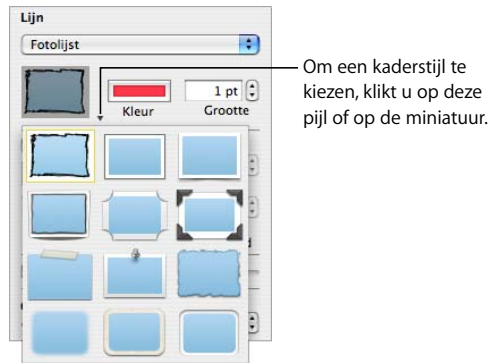 Lijn
Fotolijst
1 pt
Kleur
Grootte
Om een kaderstijl te
kiezen, klikt u op deze
pijl of op de miniatuur.